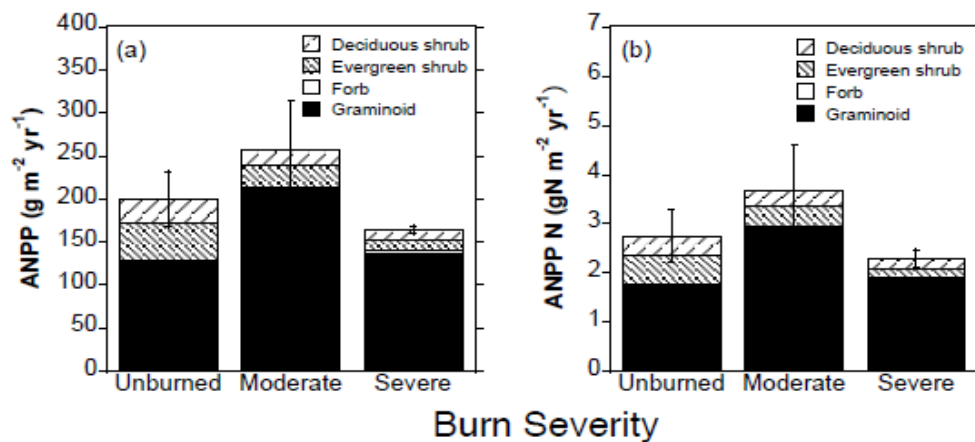 (a)
Deciduous shrub
Evergreen shrub
Forb
Graminoid
400
350
300
250
200
150
100
50
0
ANPP (g m⁻² yr⁻¹)
Unburned Moderate Severe
(b)
Deciduous shrub
Evergreen shrub
Forb
Graminoid
7
6
5
4
3
2
1
0
ANPP N (gN m⁻² yr⁻¹)
Unburned Moderate Severe
Burn Severity